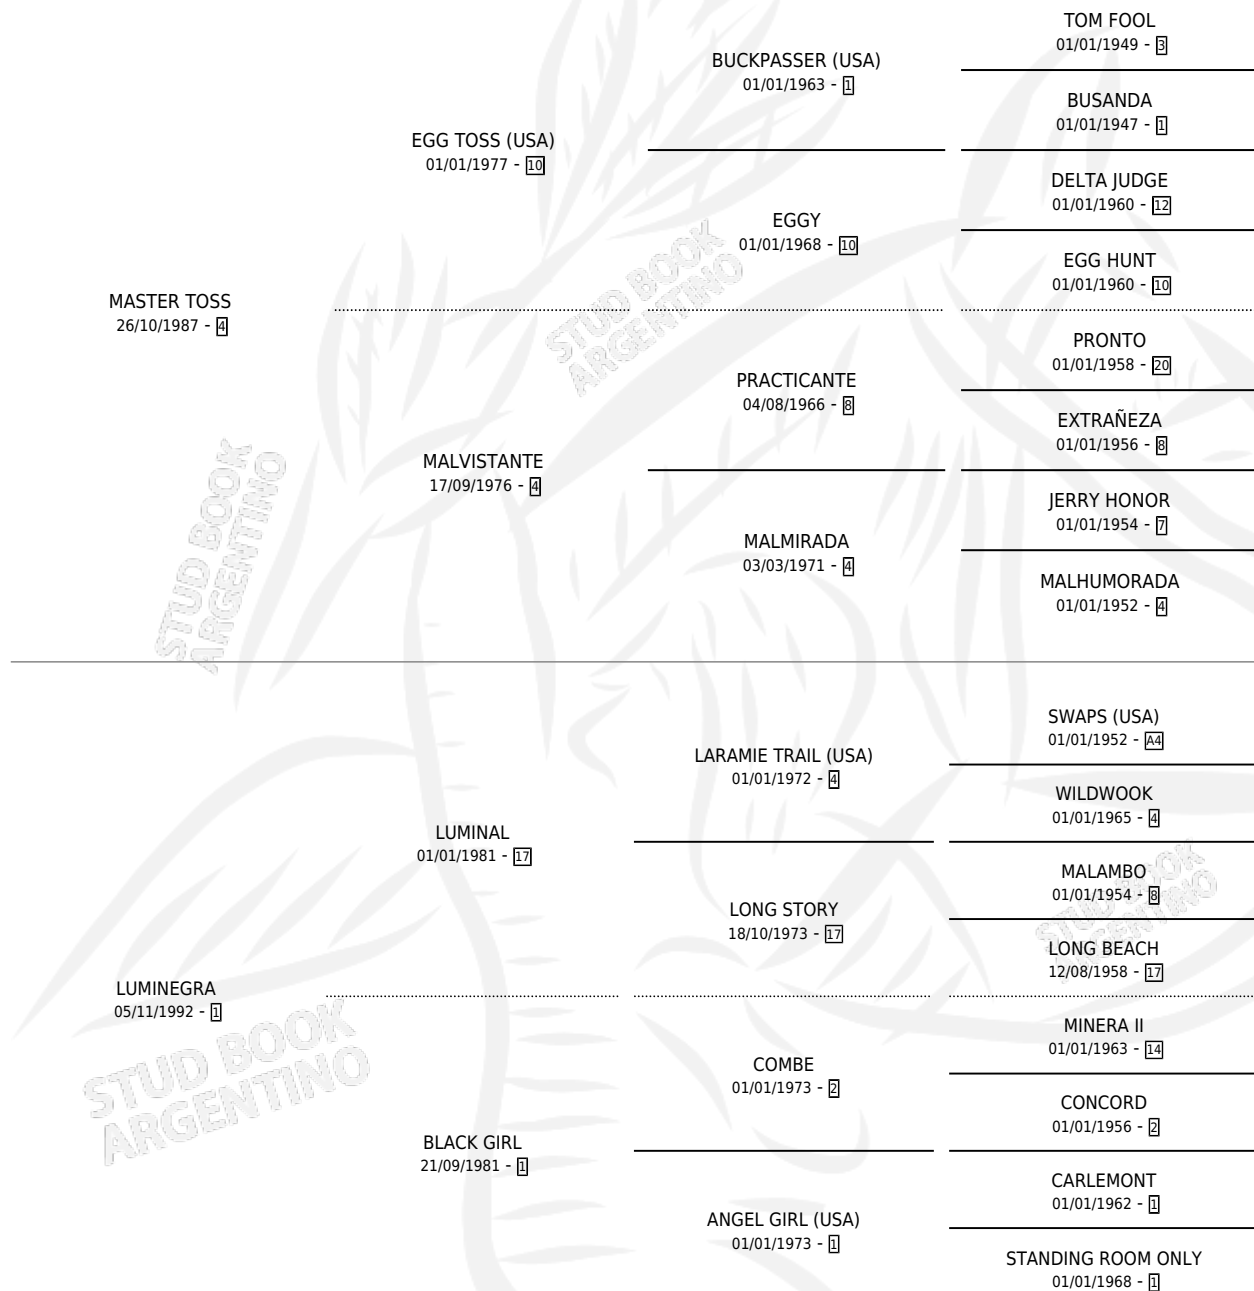 TOM FOOL
01/01/1949 - 3
BUCKPASSER (USA)
01/01/1963 - 1
BUSANDA
01/01/1947 - 1
EGG TOSS (USA)
01/01/1977 - 10
DELTA JUDGE
01/01/1960 - 12
EGGY
01/01/1968 - 10
EGG HUNT
01/01/1960 - 10
MASTER TOSS
26/10/1987 - 4
PRONTO
01/01/1958 - 20
PRACTICANTE
04/08/1966 - 8
EXTRAÑEZA
01/01/1956 - 8
MALVISTANTE
17/09/1976 - 4
JERRY HONOR
01/01/1954 - 7
MALMIRADA
03/03/1971 - 4
MALHUMORADA
01/01/1952 - 4
SWAPS (USA)
01/01/1952 - A4
LARAMIE TRAIL (USA)
01/01/1972 - 4
WILDWOOK
01/01/1965 - 4
LUMINAL
01/01/1981 - 17
MALAMBO
01/01/1954 - 8
LONG STORY
18/10/1973 - 17
LONG BEACH
12/08/1958 - 17
LUMINEGRA
05/11/1992 - 1
MINERA II
01/01/1963 - 14
COMBE
01/01/1973 - 2
CONCORD
01/01/1956 - 2
BLACK GIRL
21/09/1981 - 1
CARLEMONT
01/01/1962 - 1
ANGEL GIRL (USA)
01/01/1973 - 1
STANDING ROOM ONLY
01/01/1968 - 1
STUD BOOK
ARGENTINO
STUD BOOK
ARGENTINO
STUD BOOK
ARGENTINO
STUD BOOK
ARGENTINO